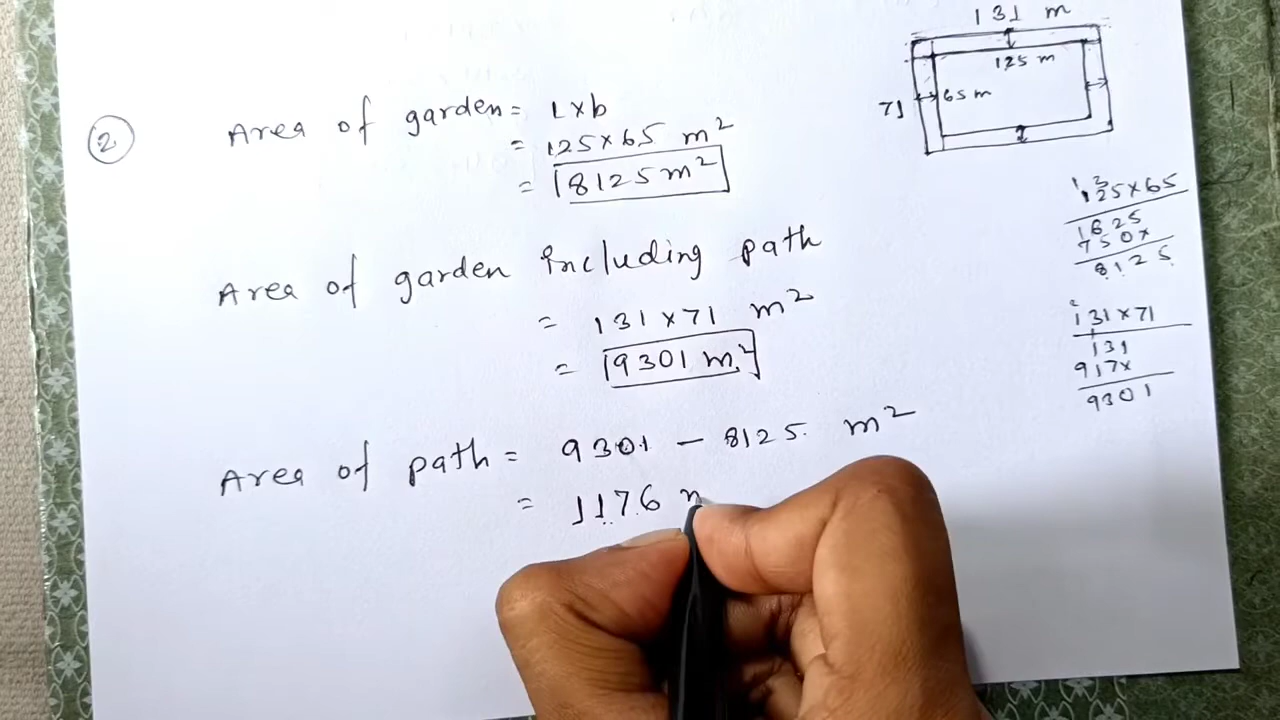 131 m
125 m
71
65 m
2
Area of garden = L×b
= 125×65 m²
= 8125 m²
125×65
1625
750×
8125
Area of garden including path
= 131×71 m²
= 9301 m²
131×71
131
917×
9301
Area of path = 9301 − 8125 m²
= 1176 m